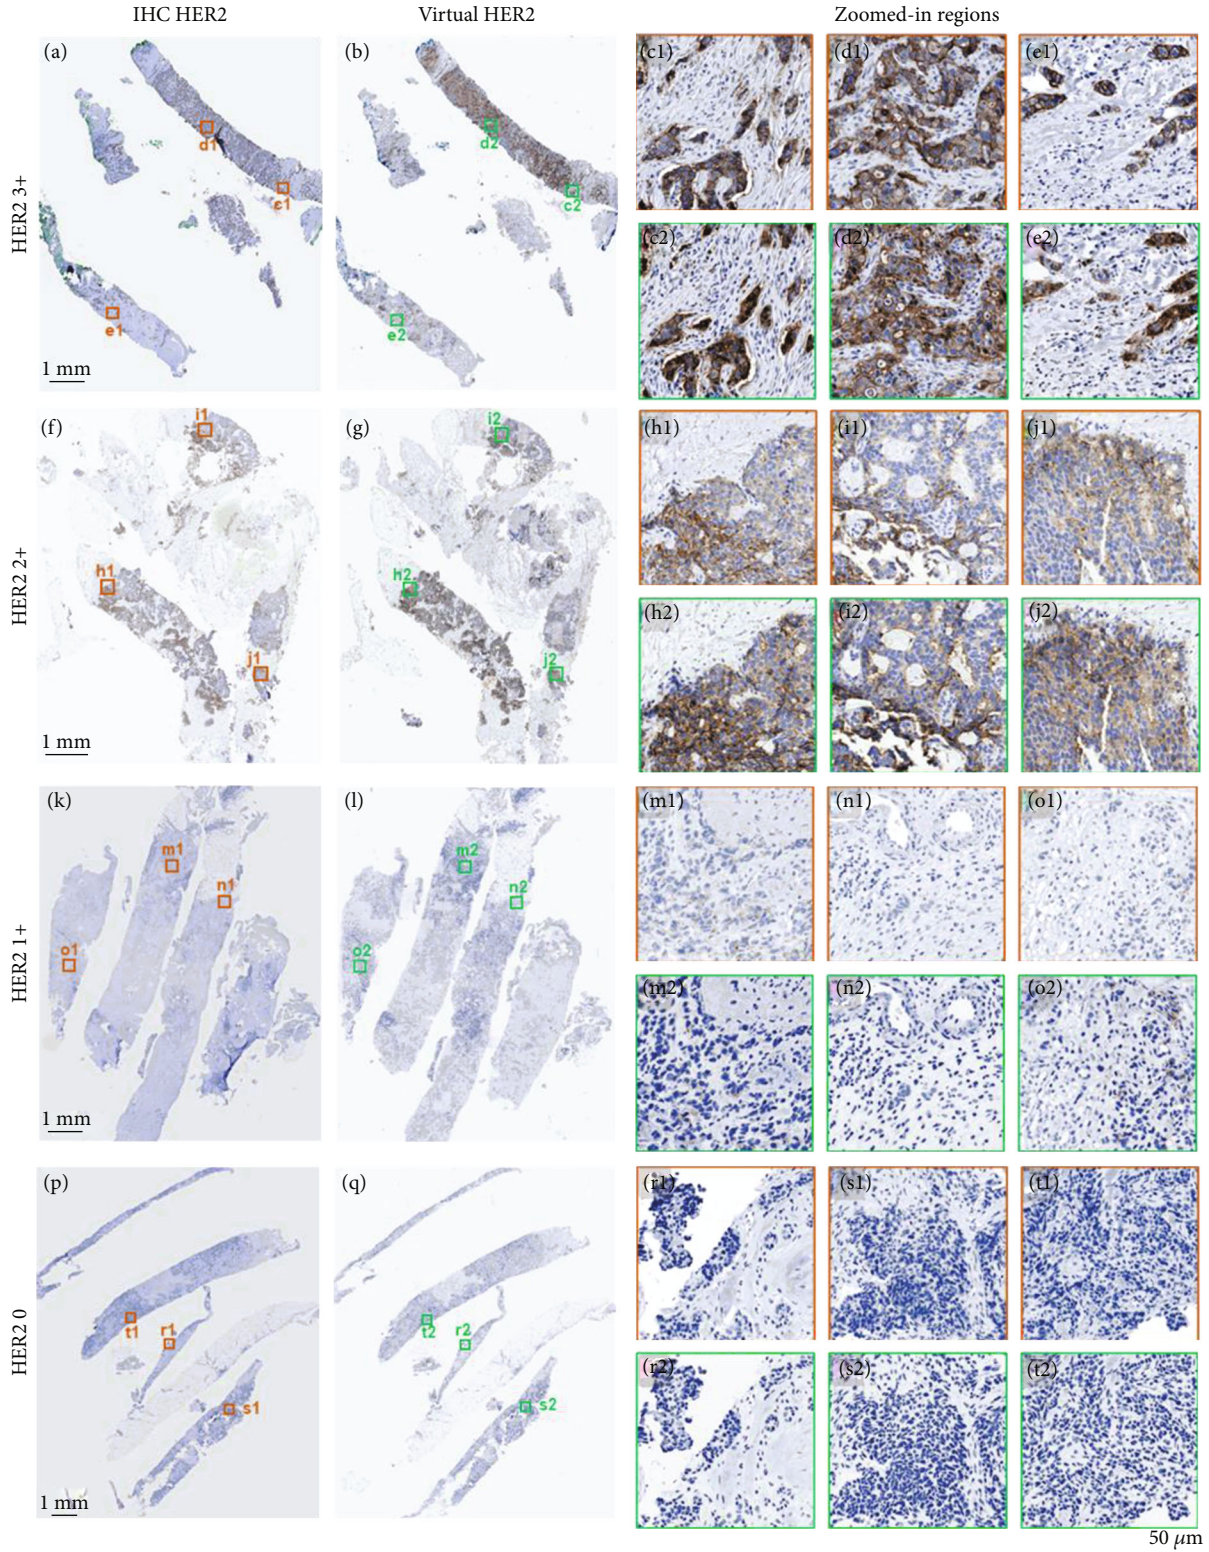 IHC HER2 Virtual HER2 Zoomed-in regions
HER2 3+
(a) (b) (c1) (d1) (e1)
d1 d2
c1 c2
(c2) (d2) (e2)
e1 e2
1 mm
HER2 2+
(f) i1 (g) i2 (h1) (i1) (j1)
h1 h2
(h2) (i2) (j2)
j1 j2
1 mm
HER2 1+
(k) (l) (m1) (n1) (o1)
m1 m2
n1 n2
o1 o2
(m2) (n2) (o2)
1 mm
HER2 0
(p) (q) (r1) (s1) (t1)
t1 r1 t2 r2
(r2) (s2) (t2)
s1 s2
1 mm
50 μm